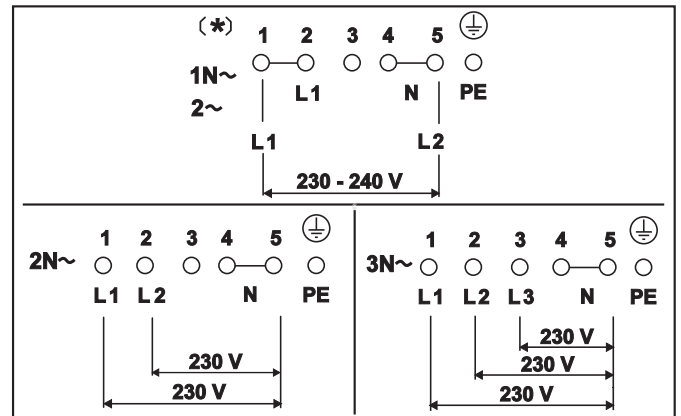 (*) 1 2 3 4 5
1N~
L1 N PE
2~
L1 L2
230 - 240 V
1 2 3 4 5
2N~
L1 L2 N PE
230 V
230 V
1 2 3 4 5
3N~
L1 L2 L3 N PE
230 V
230 V
230 V